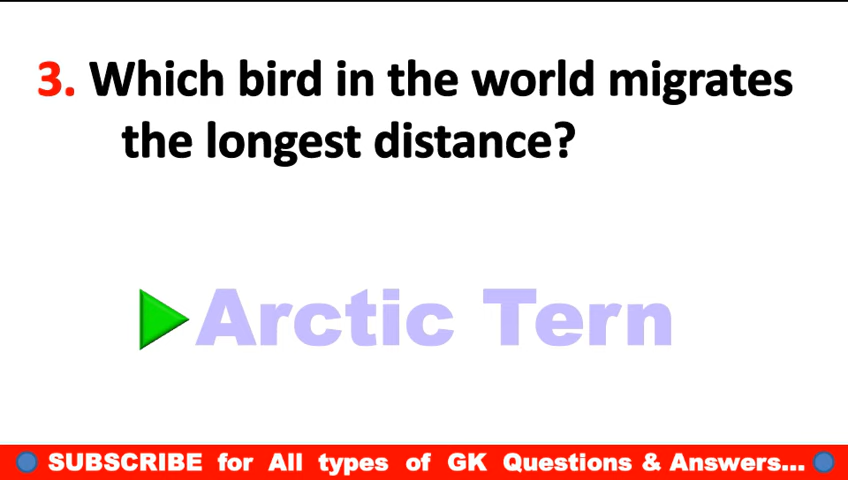 3. Which bird in the world migrates
the longest distance?
Arctic Tern
SUBSCRIBE for All types of GK Questions & Answers...